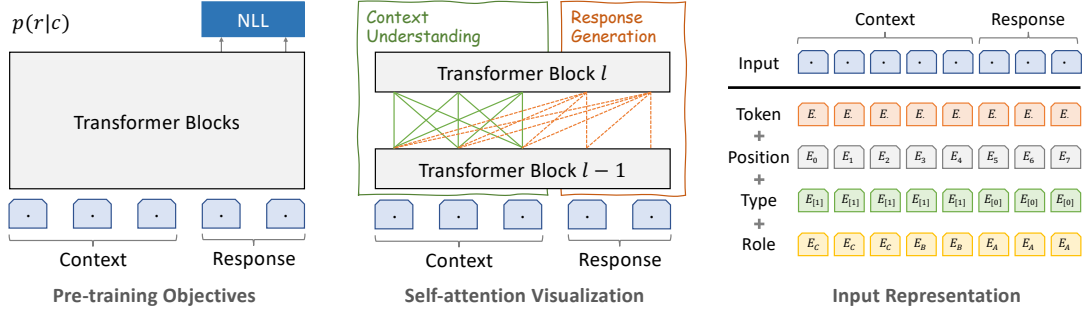 p(r|c)
NLL
Transformer Blocks
· · · · ·
Context Response
Pre-training Objectives
Context
Understanding
Response
Generation
Transformer Block l
Transformer Block l − 1
· · · · ·
Context Response
Self-attention Visualization
Context Response
Input · · · · · · · ·
Token E. E. E. E. E. E. E. E.
+
Position E0 E1 E2 E3 E4 E5 E6 E7
+
Type E[1] E[1] E[1] E[1] E[1] E[0] E[0] E[0]
+
Role EC EC EC EB EB EA EA EA
Input Representation